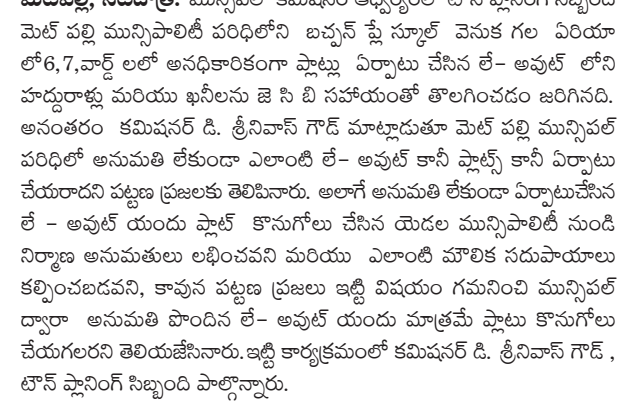 మెట్ పల్లి మున్సిపాలిటీ పరిధిలోని బచ్పన్ ప్లే స్కూల్ వెనుక గల ఏరియా
లో6,7,వార్డ్ లలో అనధికారికంగా ప్లాట్లు ఏర్పాటు చేసిన లే- అవుట్ లోని
హద్దురాళ్లు మరియు ఖనీలను జె సి బి సహాయంతో తొలగించడం జరిగినది.
అనంతరం కమిషనర్ డి. శ్రీనివాస్ గౌడ్ మాట్లాడుతూ మెట్ పల్లి మున్సిపల్
పరిధిలో అనుమతి లేకుండా ఎలాంటి లే- అవుట్ కానీ ప్లాట్స్ కానీ ఏర్పాటు
చేయరాదని పట్టణ ప్రజలకు తెలిపినారు. అలాగే అనుమతి లేకుండా ఏర్పాటుచేసిన
లే - అవుట్ యందు ప్లాట్ కొనుగోలు చేసిన యెడల మున్సిపాలిటీ నుండి
నిర్మాణ అనుమతులు లభించవని మరియు ఎలాంటి మౌలిక సదుపాయాలు
కల్పించబడవని, కావున పట్టణ ప్రజలు ఇట్టి విషయం గమనించి మున్సిపల్
ద్వారా అనుమతి పొందిన లే- అవుట్ యందు మాత్రమే ప్లాటు కొనుగోలు
చేయగలరని తెలియజేసినారు.ఇట్టి కార్యక్రమంలో కమిషనర్ డి. శ్రీనివాస్ గౌడ్ ,
టౌన్ ప్లానింగ్ సిబ్బంది పాల్గొన్నారు.